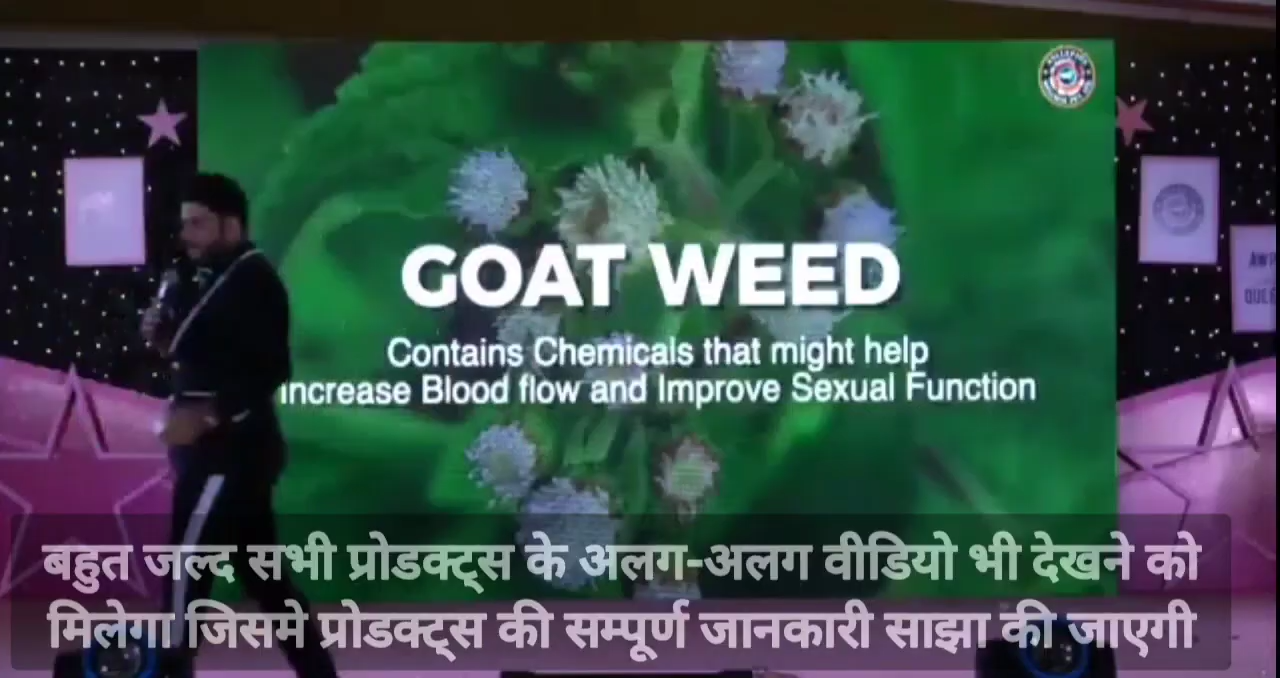 GOAT WEED
Contains Chemicals that might help
increase Blood flow and Improve Sexual Function
बहुत जल्द सभी प्रोडक्ट्स के अलग-अलग वीडियो भी देखने को
मिलेगा जिसमे प्रोडक्ट्स की सम्पूर्ण जानकारी साझा की जाएगी